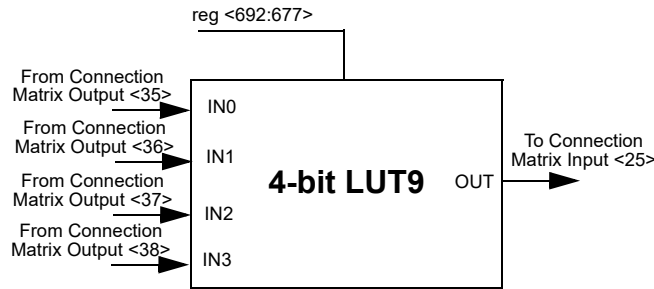 reg <692:677>
From Connection
Matrix Output <35>
IN0
From Connection
Matrix Output <36>
IN1
From Connection
Matrix Output <37>
IN2
From Connection
Matrix Output <38>
IN3
4-bit LUT9
OUT
To Connection
Matrix Input <25>